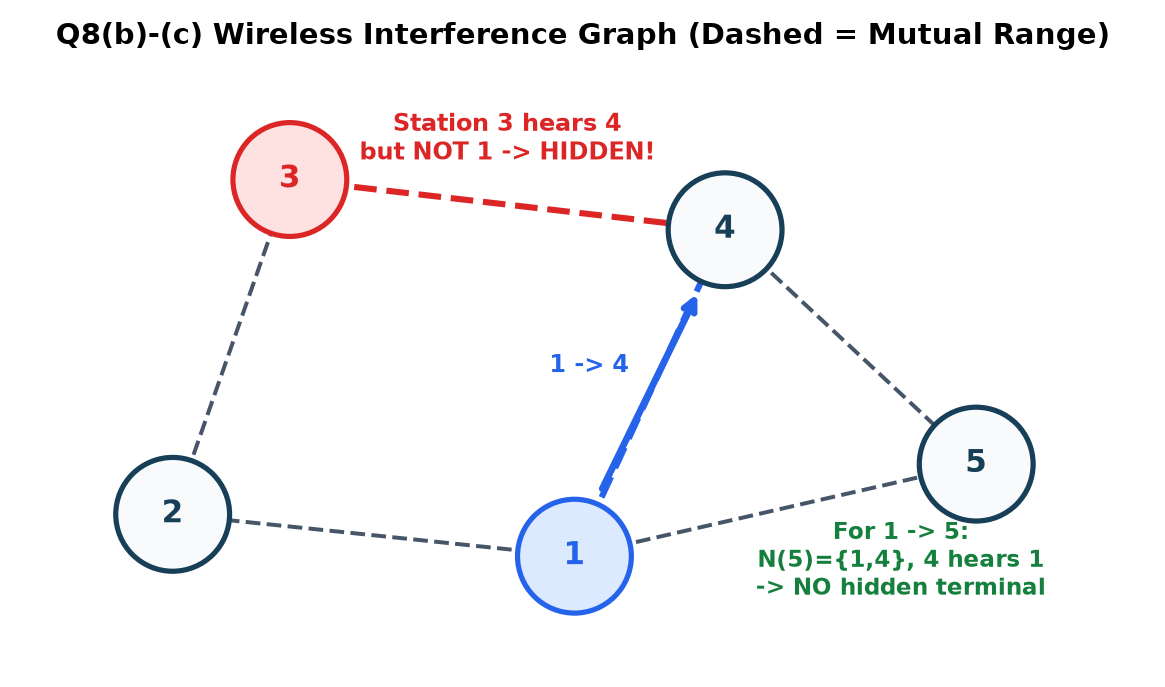 Q8(b)-(c) Wireless Interference Graph (Dashed = Mutual Range)
Station 3 hears 4
but NOT 1 -> HIDDEN!
3
4
1 -> 4
5
2
1
For 1 -> 5:
N(5)={1,4}, 4 hears 1
-> NO hidden terminal